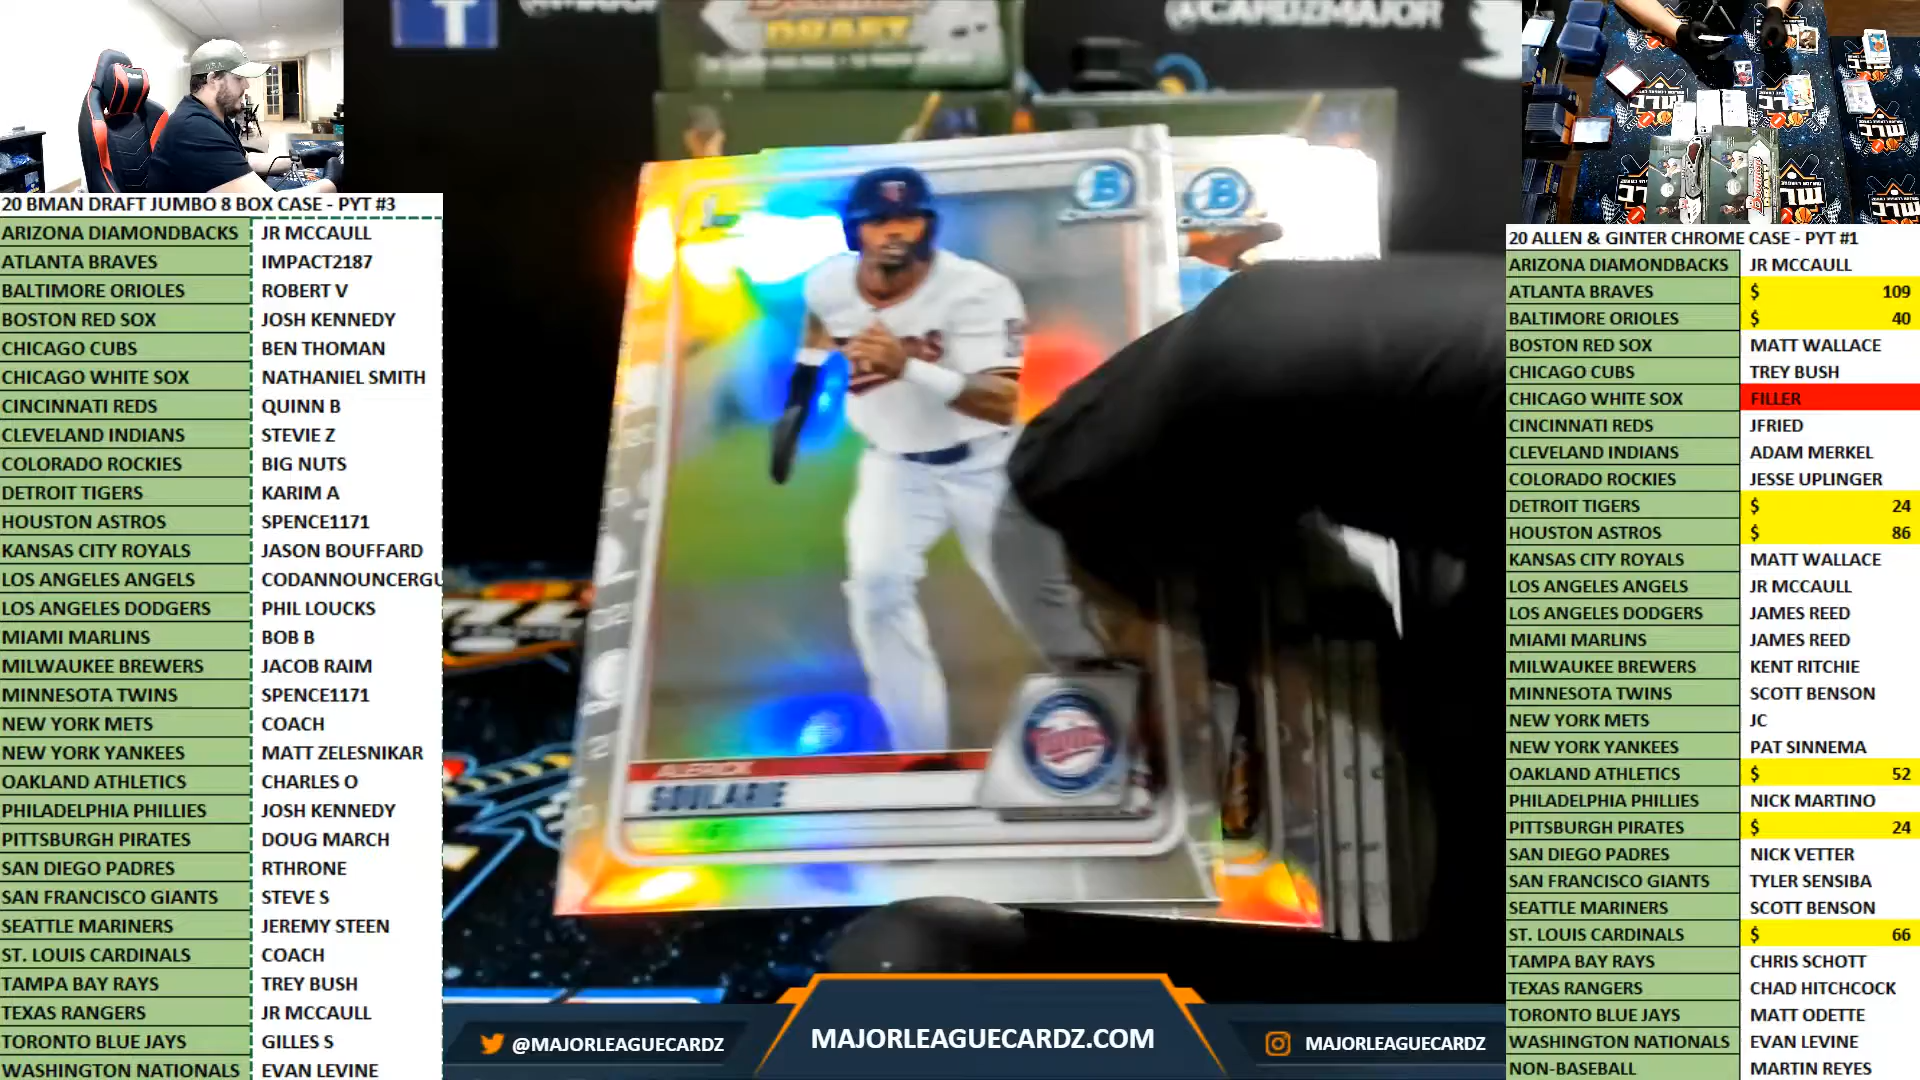 @CARDZMAJOR
DRAFT
20 BMAN DRAFT JUMBO 8 BOX CASE - PYT #3
ARIZONA DIAMONDBACKS JR MCCAULL
ATLANTA BRAVES IMPACT2187
BALTIMORE ORIOLES ROBERT V
BOSTON RED SOX JOSH KENNEDY
CHICAGO CUBS BEN THOMAN
CHICAGO WHITE SOX NATHANIEL SMITH
CINCINNATI REDS QUINN B
CLEVELAND INDIANS STEVIE Z
COLORADO ROCKIES BIG NUTS
DETROIT TIGERS KARIM A
HOUSTON ASTROS SPENCE1171
KANSAS CITY ROYALS JASON BOUFFARD
LOS ANGELES ANGELS CODANNOUNCERGU
LOS ANGELES DODGERS PHIL LOUCKS
MIAMI MARLINS BOB B
MILWAUKEE BREWERS JACOB RAIM
MINNESOTA TWINS SPENCE1171
NEW YORK METS COACH
NEW YORK YANKEES MATT ZELESNIKAR
OAKLAND ATHLETICS CHARLES O
PHILADELPHIA PHILLIES JOSH KENNEDY
PITTSBURGH PIRATES DOUG MARCH
SAN DIEGO PADRES RTHRONE
SAN FRANCISCO GIANTS STEVE S
SEATTLE MARINERS JEREMY STEEN
ST. LOUIS CARDINALS COACH
TAMPA BAY RAYS TREY BUSH
TEXAS RANGERS JR MCCAULL
TORONTO BLUE JAYS GILLES S
WASHINGTON NATIONALS EVAN LEVINE
1st
B
B
ALERICK
SOULARIE
Twins
@MAJORLEAGUECARDZ
MAJORLEAGUECARDZ.COM
MAJORLEAGUECARDZ
20 ALLEN & GINTER CHROME CASE - PYT #1
ARIZONA DIAMONDBACKS JR MCCAULL
ATLANTA BRAVES $ 109
BALTIMORE ORIOLES $ 40
BOSTON RED SOX MATT WALLACE
CHICAGO CUBS TREY BUSH
CHICAGO WHITE SOX FILLER
CINCINNATI REDS JFRIED
CLEVELAND INDIANS ADAM MERKEL
COLORADO ROCKIES JESSE UPLINGER
DETROIT TIGERS $ 24
HOUSTON ASTROS $ 86
KANSAS CITY ROYALS MATT WALLACE
LOS ANGELES ANGELS JR MCCAULL
LOS ANGELES DODGERS JAMES REED
MIAMI MARLINS JAMES REED
MILWAUKEE BREWERS KENT RITCHIE
MINNESOTA TWINS SCOTT BENSON
NEW YORK METS JC
NEW YORK YANKEES PAT SINNEMA
OAKLAND ATHLETICS $ 52
PHILADELPHIA PHILLIES NICK MARTINO
PITTSBURGH PIRATES $ 24
SAN DIEGO PADRES NICK VETTER
SAN FRANCISCO GIANTS TYLER SENSIBA
SEATTLE MARINERS SCOTT BENSON
ST. LOUIS CARDINALS $ 66
TAMPA BAY RAYS CHRIS SCHOTT
TEXAS RANGERS CHAD HITCHCOCK
TORONTO BLUE JAYS MATT ODETTE
WASHINGTON NATIONALS EVAN LEVINE
NON-BASEBALL MARTIN REYES